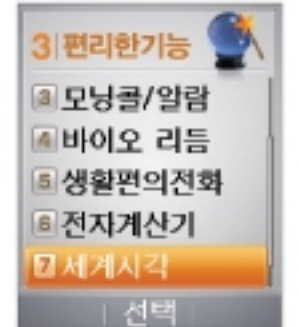 3 편리한기능
3 모닝콜/알람
4 바이오 리듬
5 생활편의전화
6 전자계산기
7 세계시각
선택